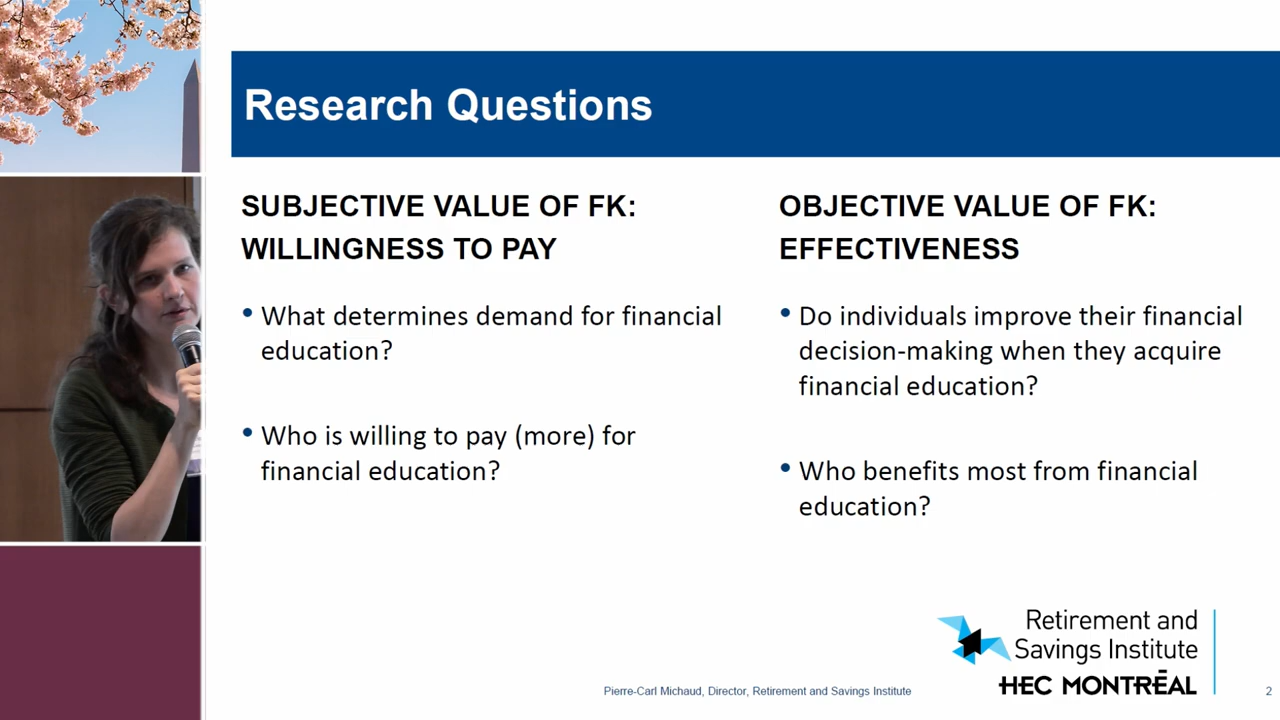 Research Questions
SUBJECTIVE VALUE OF FK:
WILLINGNESS TO PAY
• What determines demand for financial
education?
• Who is willing to pay (more) for
financial education?
OBJECTIVE VALUE OF FK:
EFFECTIVENESS
• Do individuals improve their financial
decision-making when they acquire
financial education?
• Who benefits most from financial
education?
Retirement and
Savings Institute
HEC MONTRĒAL
Pierre-Carl Michaud, Director, Retirement and Savings Institute
2